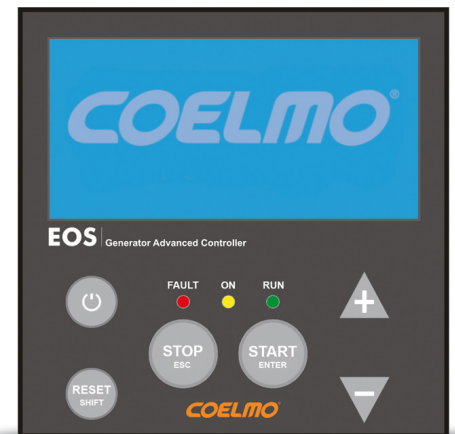 COELMO®
EOS Generator Advanced Controller
FAULT ON RUN
+
STOP
ESC
START
ENTER
RESET
SHIFT
−
COELMO